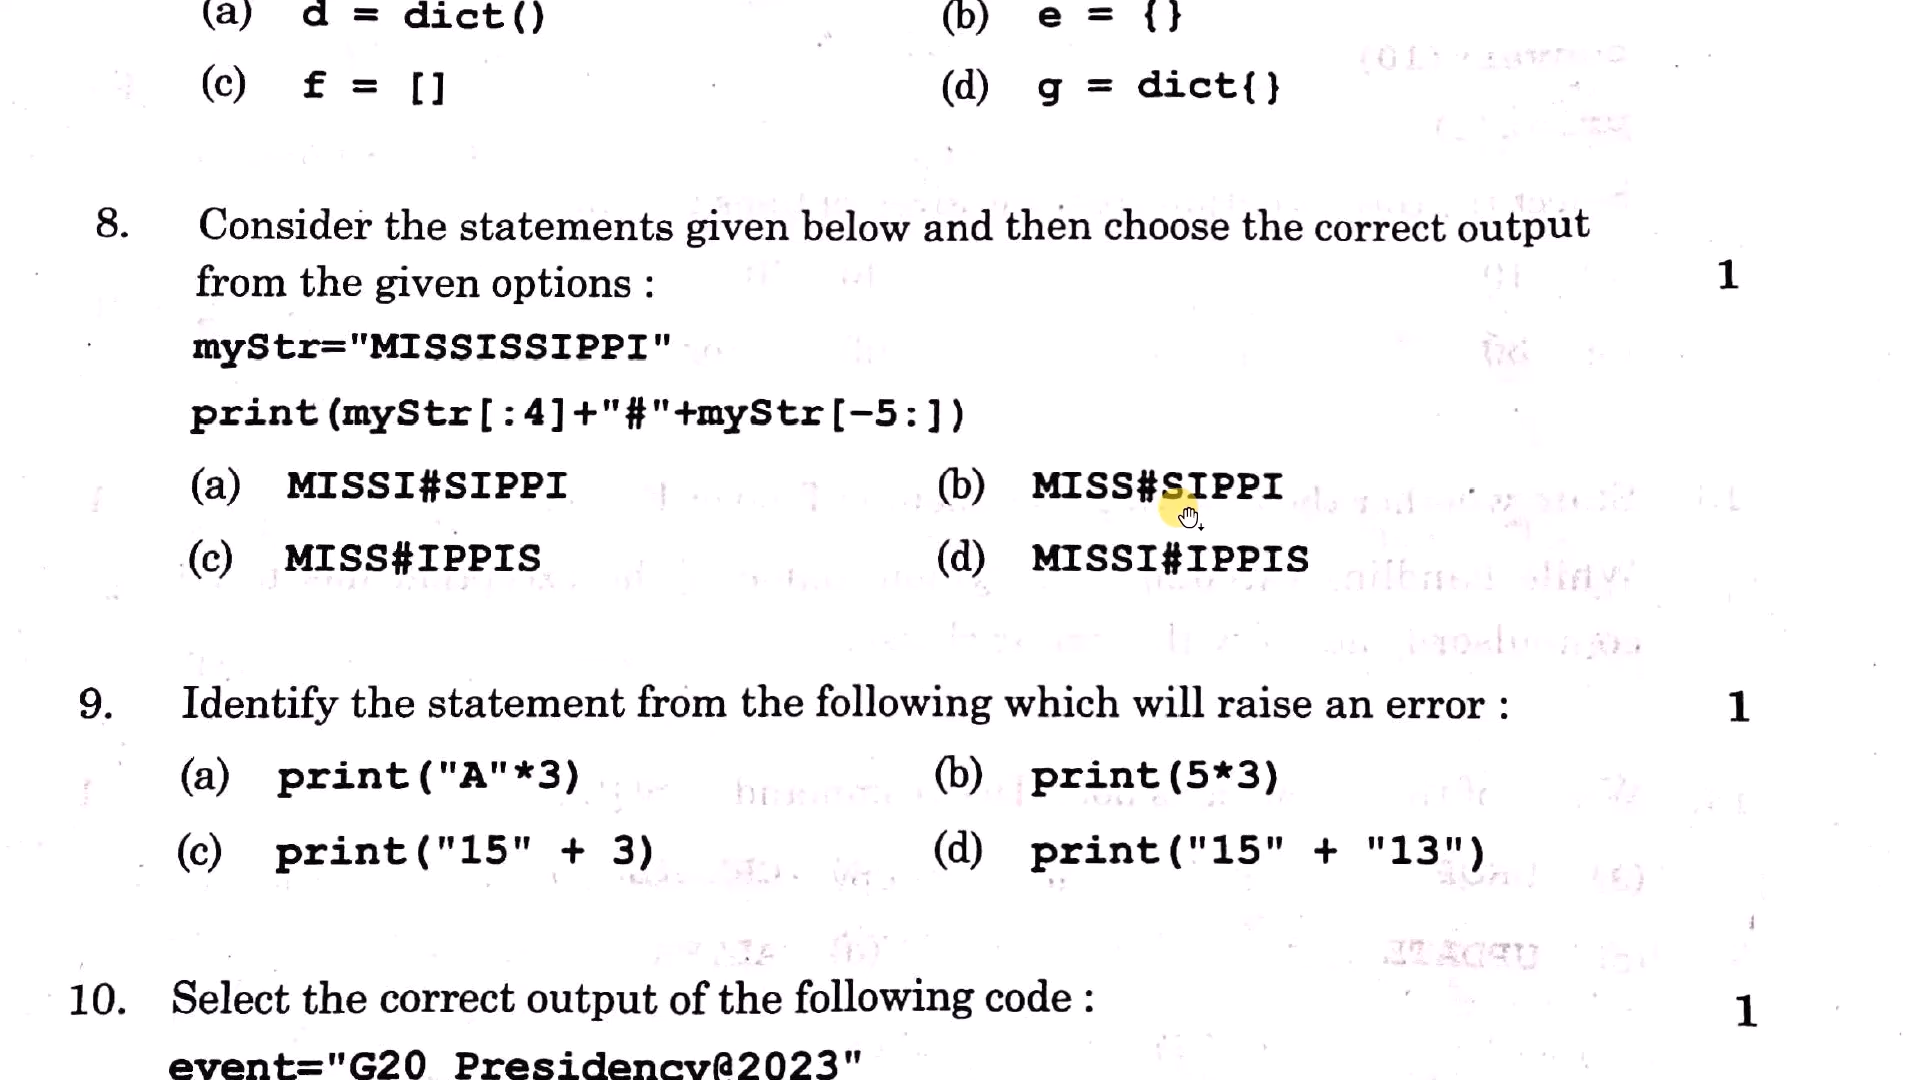 (a) d = dict() (b) e = {}
(c) f = [] (d) g = dict{}
8. Consider the statements given below and then choose the correct output
from the given options : 1
myStr="MISSISSIPPI"
print(myStr[:4]+"#"+myStr[-5:])
(a) MISSI#SIPPI (b) MISS#SIPPI
(c) MISS#IPPIS (d) MISSI#IPPIS
9. Identify the statement from the following which will raise an error : 1
(a) print("A"*3) (b) print(5*3)
(c) print("15" + 3) (d) print("15" + "13")
10. Select the correct output of the following code : 1
event="G20 Presidency@2023"